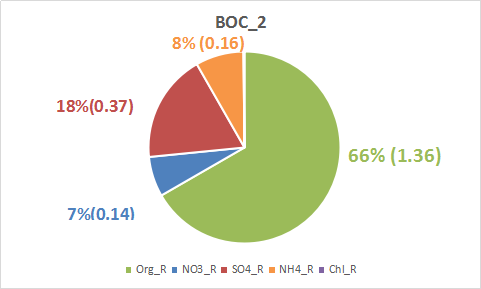 BOC_2
8% (0.16)
18%(0.37)
66% (1.36)
7%(0.14)
Org_R NO3_R SO4_R NH4_R Chl_R